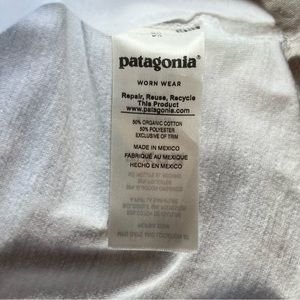 patagonia®
WORN WEAR
Repair, Reuse, Recycle
This Product
www.patagonia.com
50% ORGANIC COTTON
50% POLYESTER
EXCLUSIVE OF TRIM
MADE IN MEXICO
FABRIQUÉ AU MEXIQUE
HECHO EN MEXICO